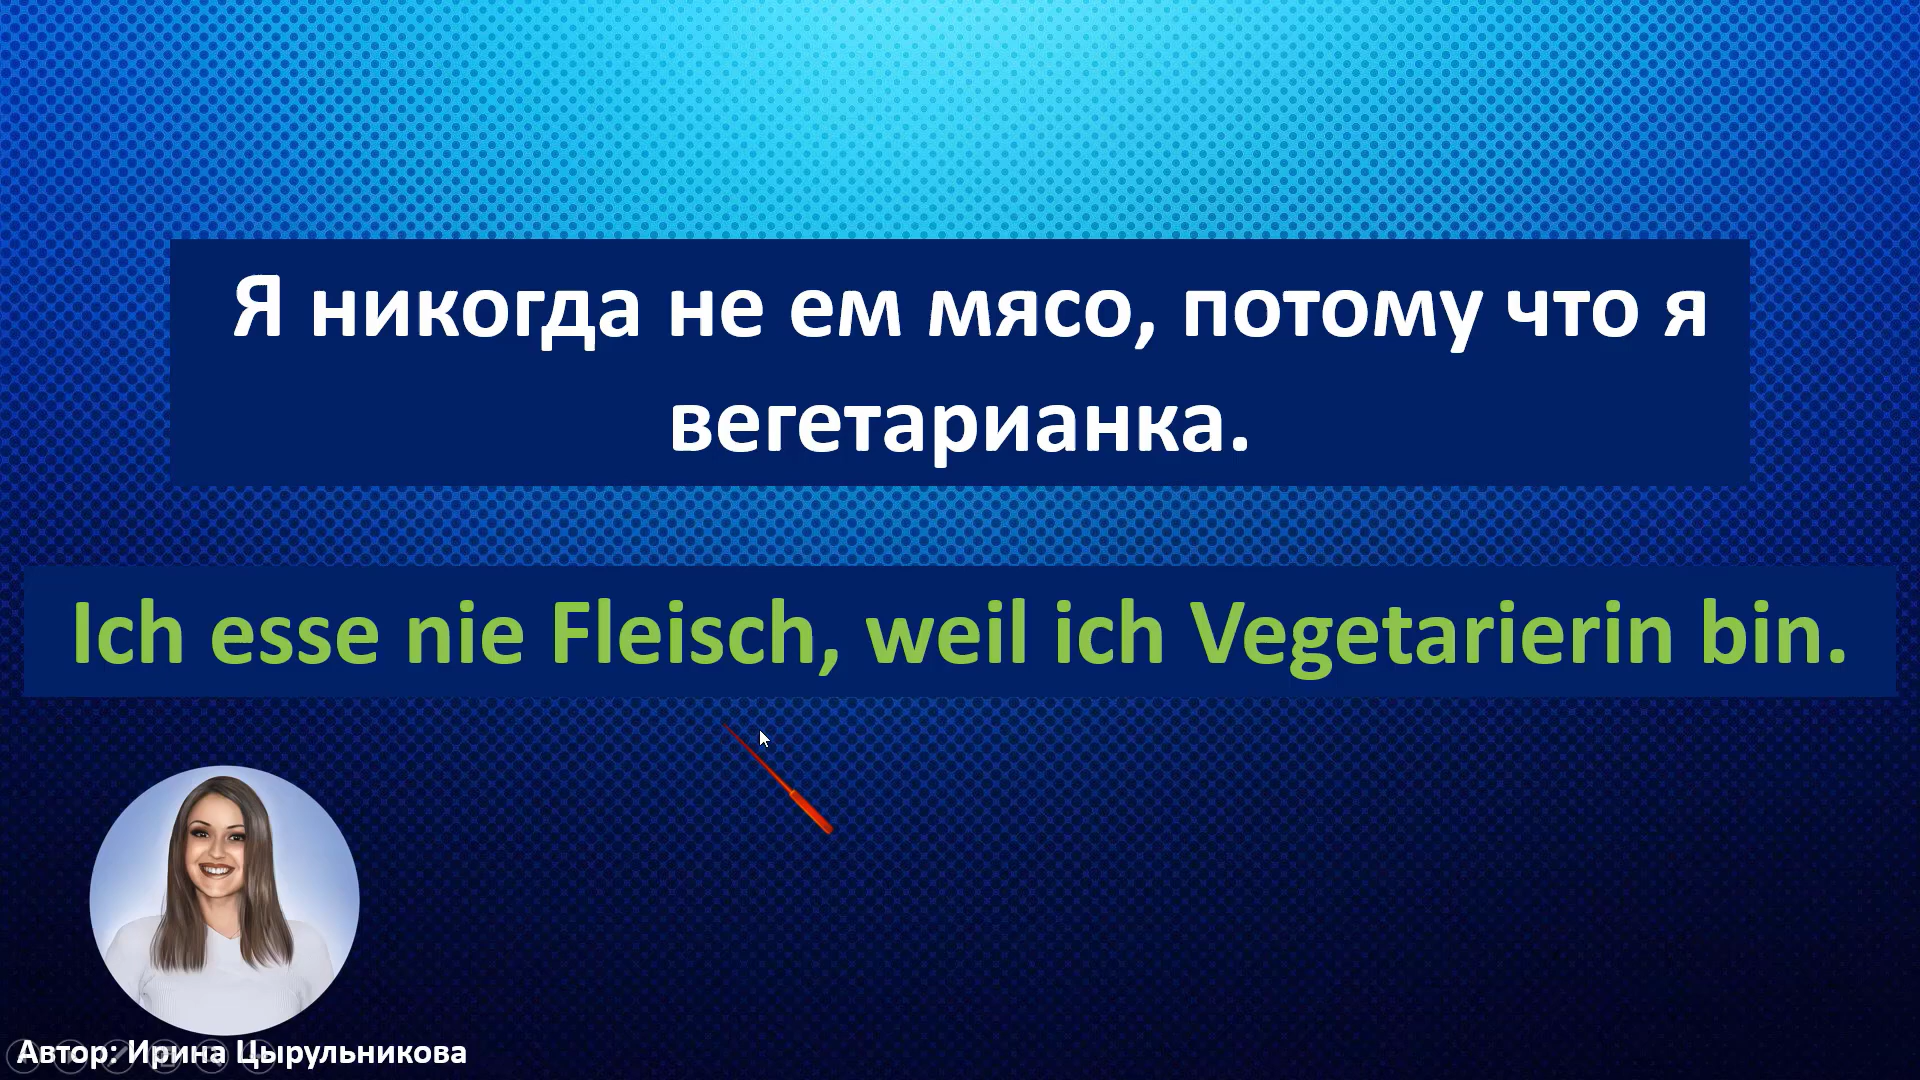 Я никогда не ем мясо, потому что я
вегетарианка.
Ich esse nie Fleisch, weil ich Vegetarierin bin.
Автор: Ирина Цырульникова